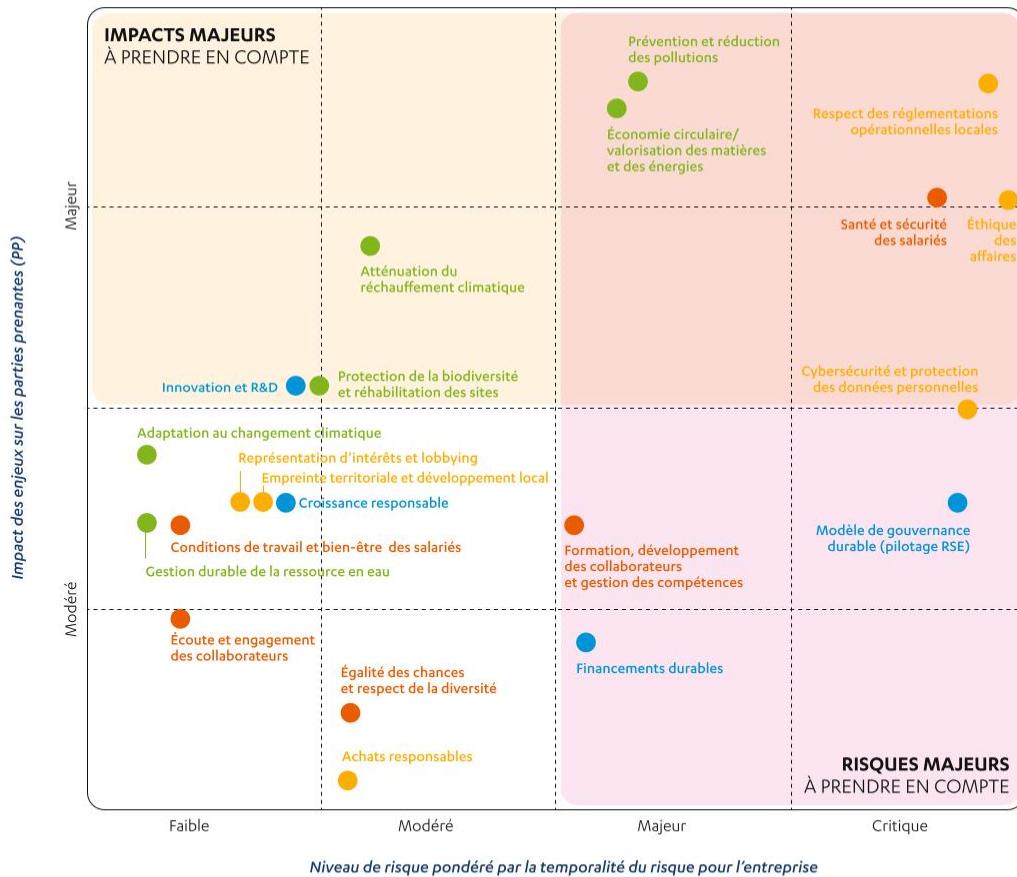 IMPACTS MAJEURS
À PRENDRE EN COMPTE
Prévention et réduction
des pollutions
Économie circulaire/
valorisation des matières
et des énergies
Respect des réglementations
opérationnelles locales
Santé et sécurité
des salariés
Éthique
des
affaires
Atténuation du
réchauffement climatique
Innovation et R&D
Protection de la biodiversité
et réhabilitation des sites
Cybersécurité et protection
des données personnelles
Adaptation au changement climatique
Représentation d'intérêts et lobbying
Empreinte territoriale et développement local
Croissance responsable
Conditions de travail et bien-être des salariés
Gestion durable de la ressource en eau
Formation, développement
des collaborateurs
et gestion des compétences
Modèle de gouvernance
durable (pilotage RSE)
Écoute et engagement
des collaborateurs
Égalité des chances
et respect de la diversité
Financements durables
Achats responsables
RISQUES MAJEURS
À PRENDRE EN COMPTE
Majeur
Modéré
Impact des enjeux sur les parties prenantes (PP)
Faible
Modéré
Majeur
Critique
Niveau de risque pondéré par la temporalité du risque pour l'entreprise